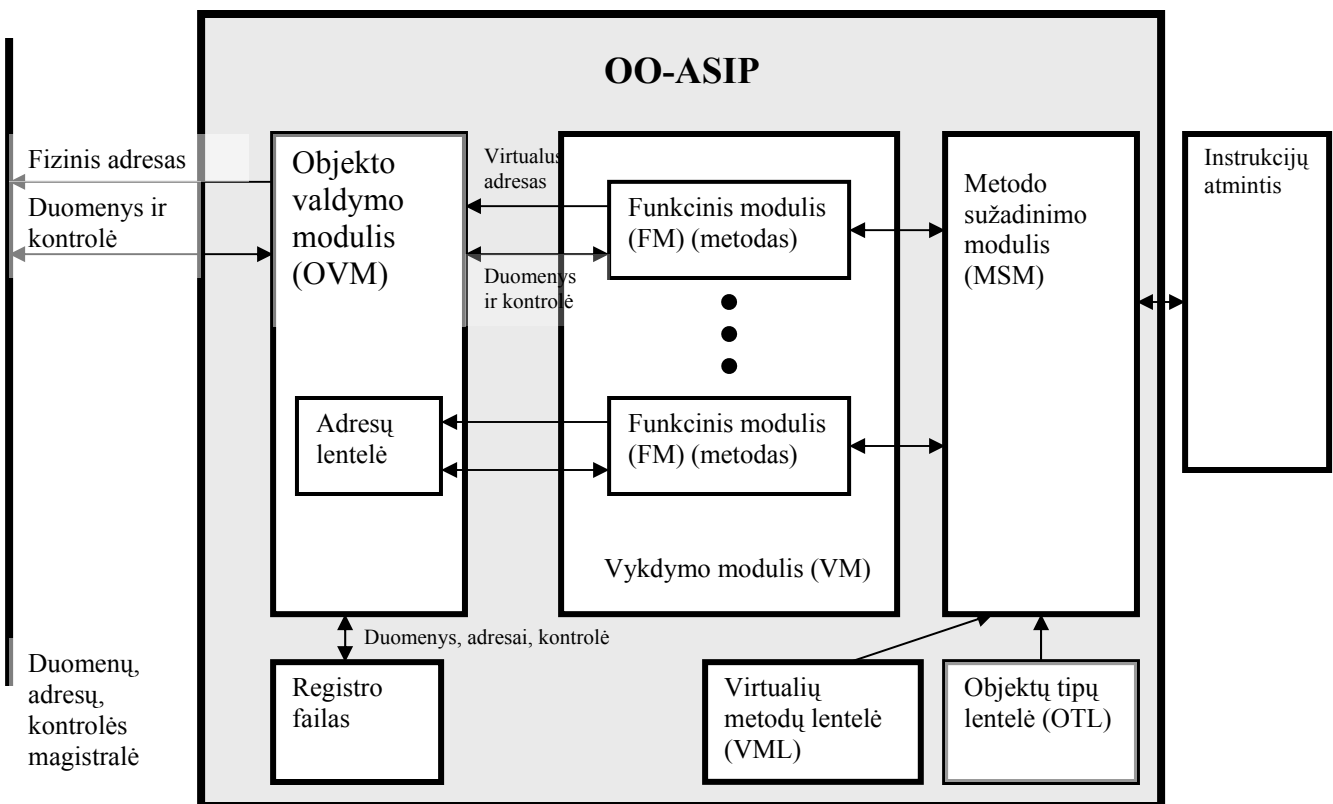 OO-ASIP
Fizinis adresas
Duomenys ir
kontrolė
Objekto
valdymo
modulis
(OVM)
Virtualus
adresas
Duomenys
ir kontrolė
Funkcinis modulis
(FM) (metodas)
Metodo
sužadinimo
modulis
(MSM)
Instrukcijų
atmintis
Adresų
lentelė
Funkcinis modulis
(FM) (metodas)
Vykdymo modulis (VM)
Duomenys, adresai, kontrolė
Duomenų,
adresų,
kontrolės
magistralė
Registro
failas
Virtualių
metodų lentelė
(VML)
Objektų tipų
lentelė (OTL)